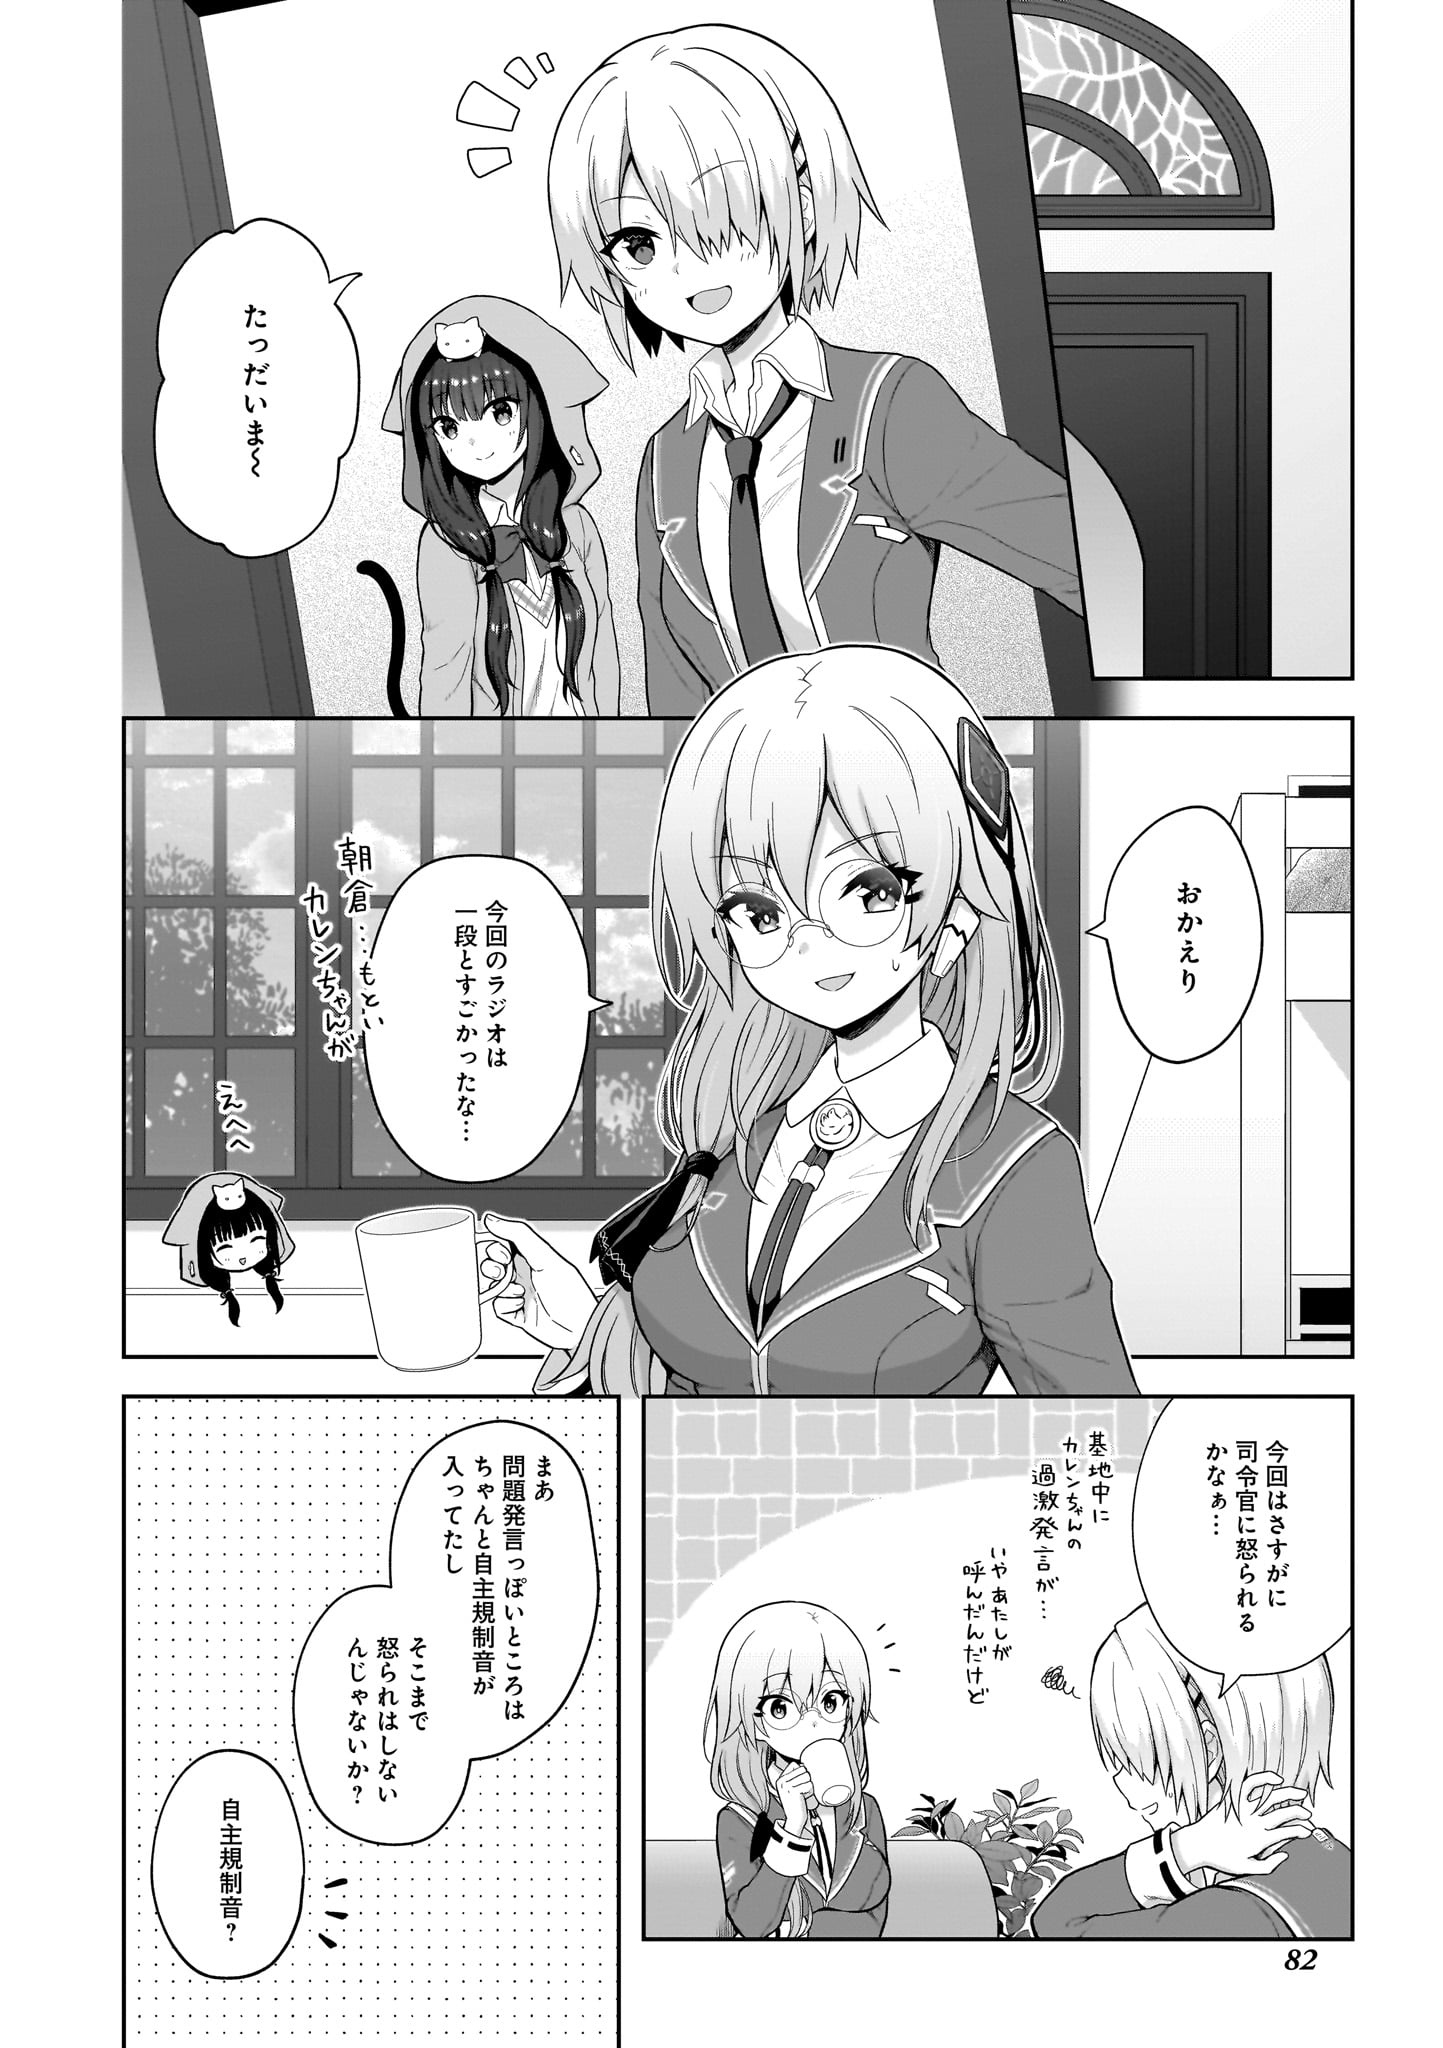 たっだいま～
おかえり
今回のラジオは
一段とすごかったな…
朝倉…もとい
カレンちゃんが
えへへ
今回はさすがに
司令官に怒られる
かなぁ…
基地中に
カレンちゃんの
過激発言が…
いやあたしが
呼んだんだけど
まあ
問題発言っぽいところは
ちゃんと自主規制音が
入ってたし
そこまで
怒られはしない
んじゃないか？
自主規制音？
82